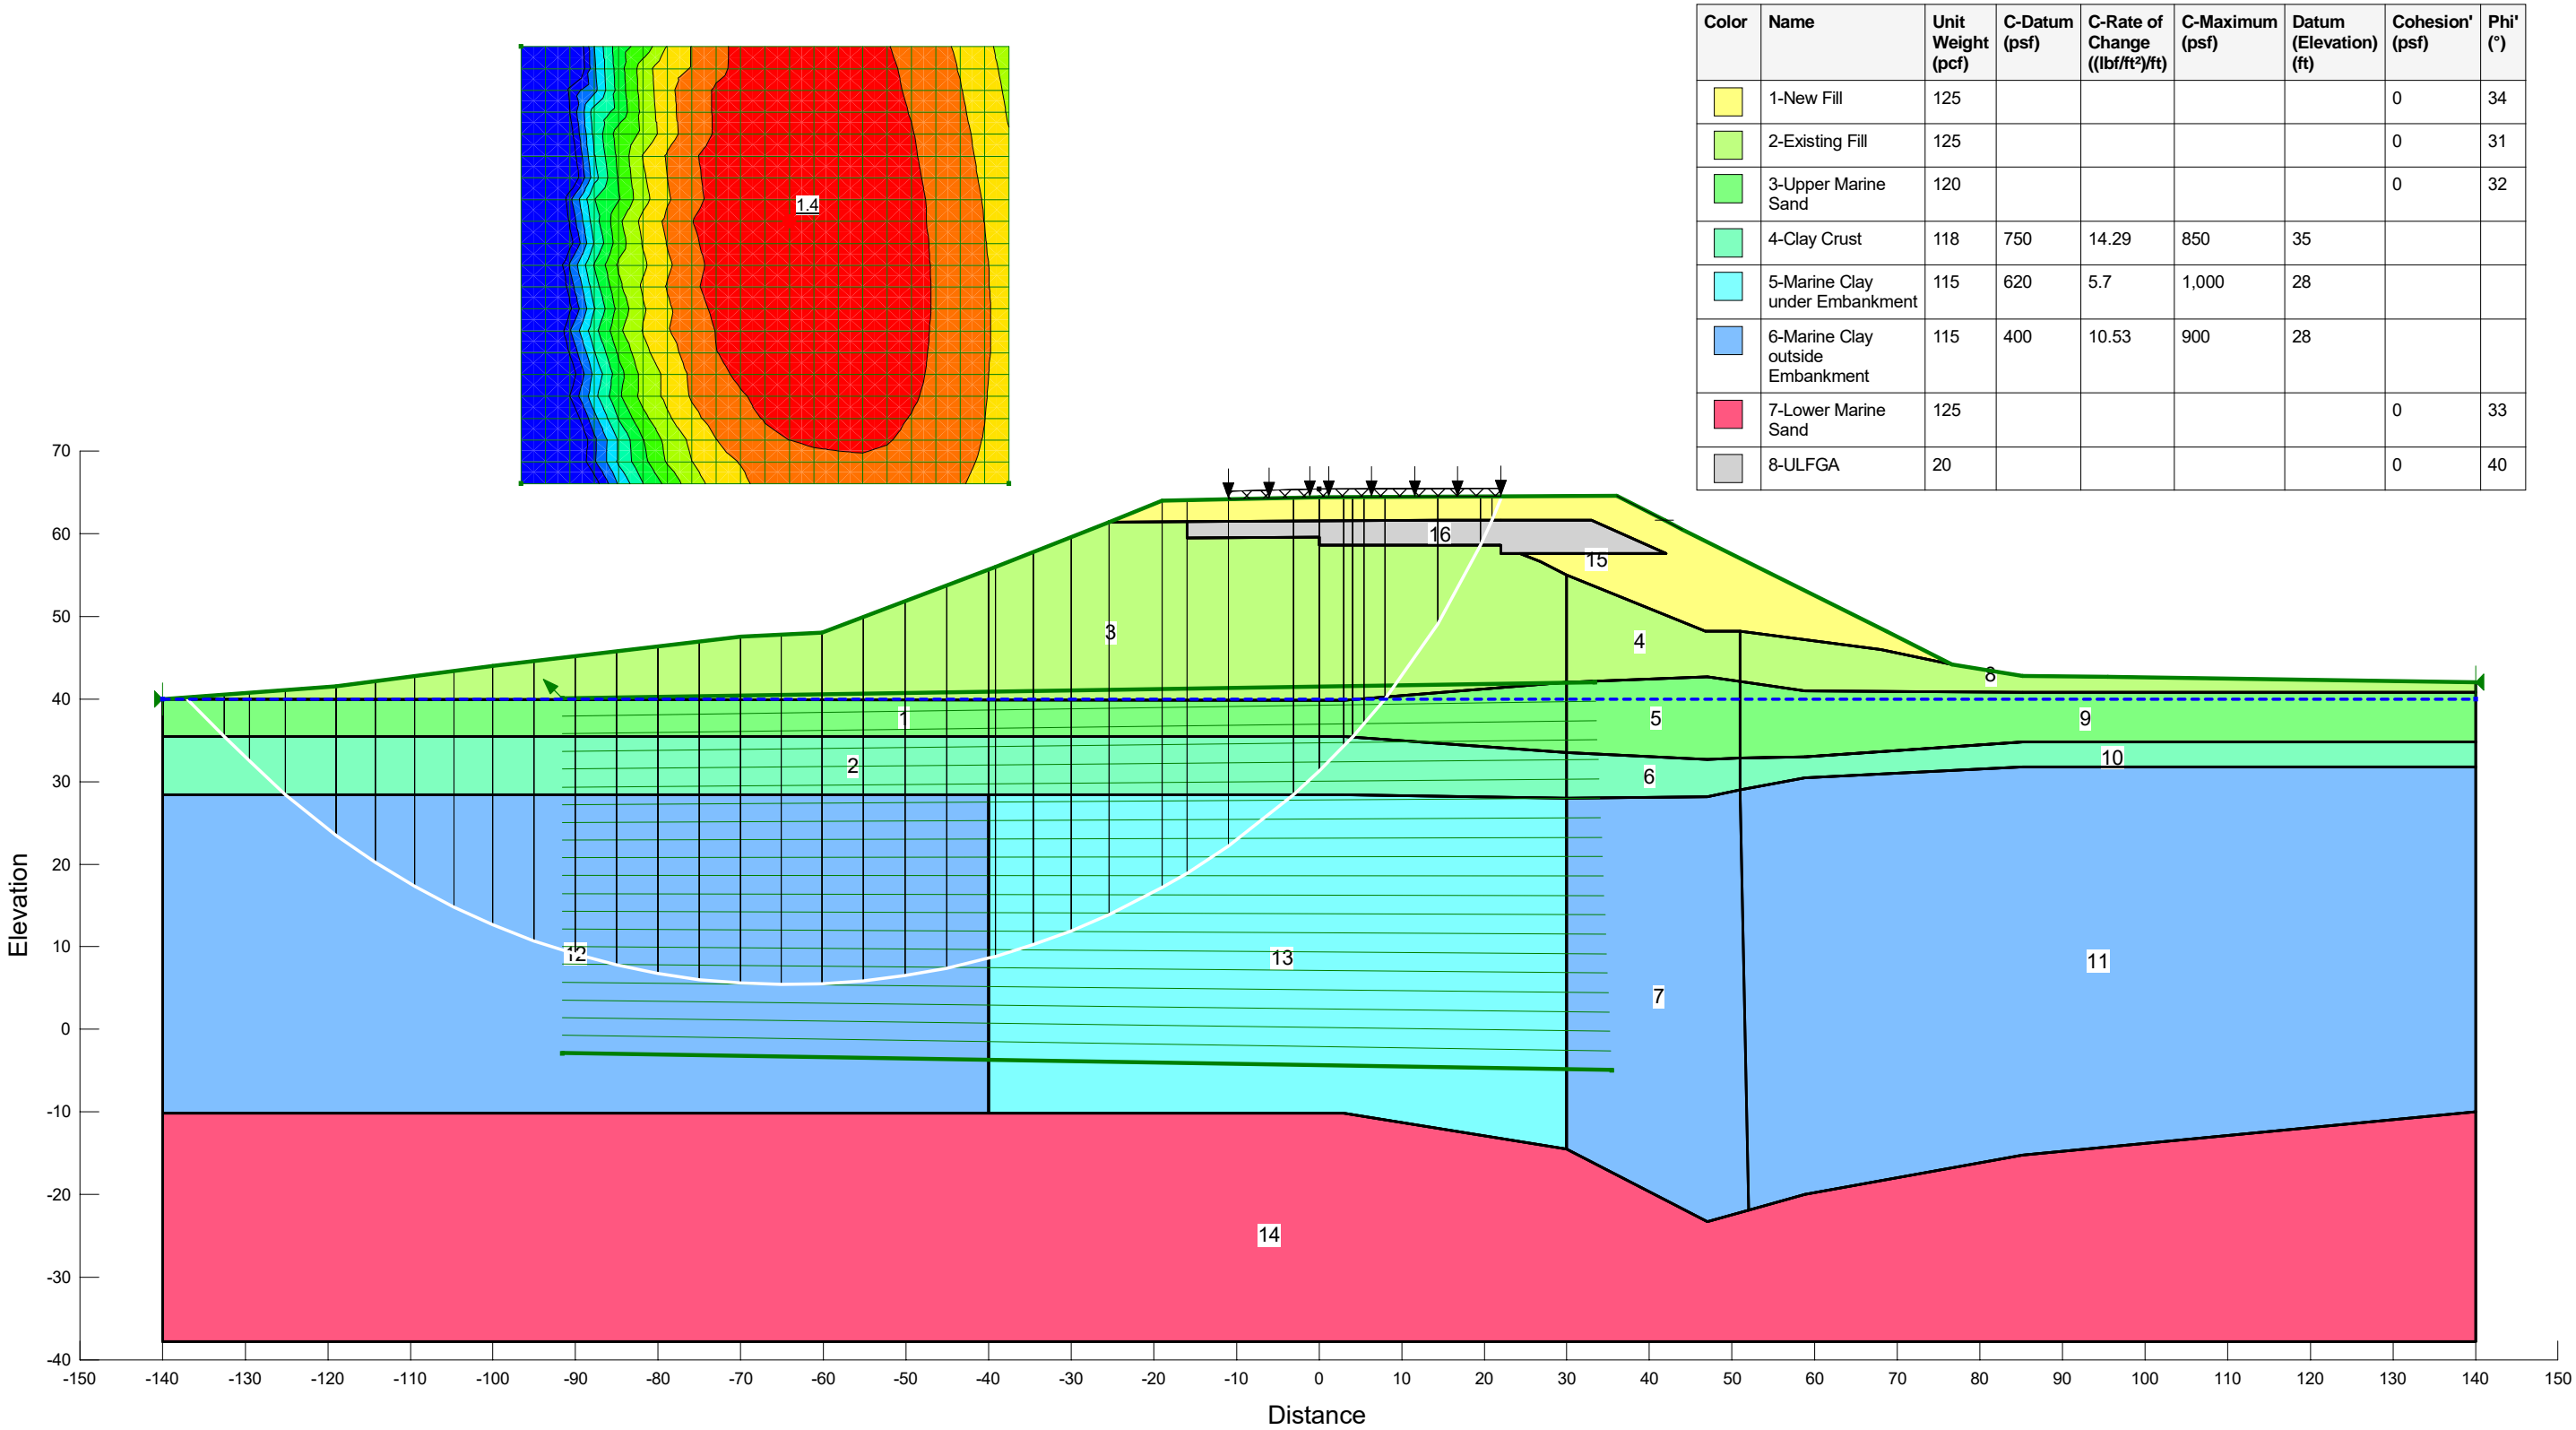 Color Name Unit Weight (pcf) C-Datum (psf) C-Rate of Change ((lbf/ft²)/ft) C-Maximum (psf) Datum (Elevation) (ft) Cohesion' (psf) Phi' (°)
1-New Fill 125 0 34
2-Existing Fill 125 0 31
3-Upper Marine Sand 120 0 32
4-Clay Crust 118 750 14.29 850 35
5-Marine Clay under Embankment 115 620 5.7 1,000 28
6-Marine Clay outside Embankment 115 400 10.53 900 28
7-Lower Marine Sand 125 0 33
8-ULFGA 20 0 40
1.4
70
60
50
40
30
20
10
0
-10
-20
-30
-40
Elevation
16
15
3
4
8
1
5
9
2
6
10
12
13
7
11
14
-150 -140 -130 -120 -110 -100 -90 -80 -70 -60 -50 -40 -30 -20 -10 0 10 20 30 40 50 60 70 80 90 100 110 120 130 140 150
Distance